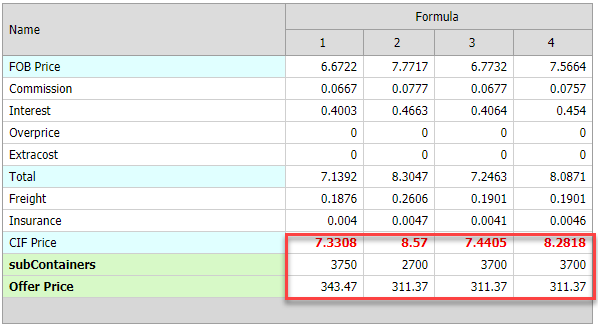 Name Formula
1 2 3 4
FOB Price 6.6722 7.7717 6.7732 7.5664
Commission 0.0667 0.0777 0.0677 0.0757
Interest 0.4003 0.4663 0.4064 0.454
Overprice 0 0 0 0
Extracost 0 0 0 0
Total 7.1392 8.3047 7.2463 8.0871
Freight 0.1876 0.2606 0.1901 0.1901
Insurance 0.004 0.0047 0.0041 0.0046
CIF Price 7.3308 8.57 7.4405 8.2818
subContainers 3750 2700 3700 3700
Offer Price 343.47 311.37 311.37 311.37